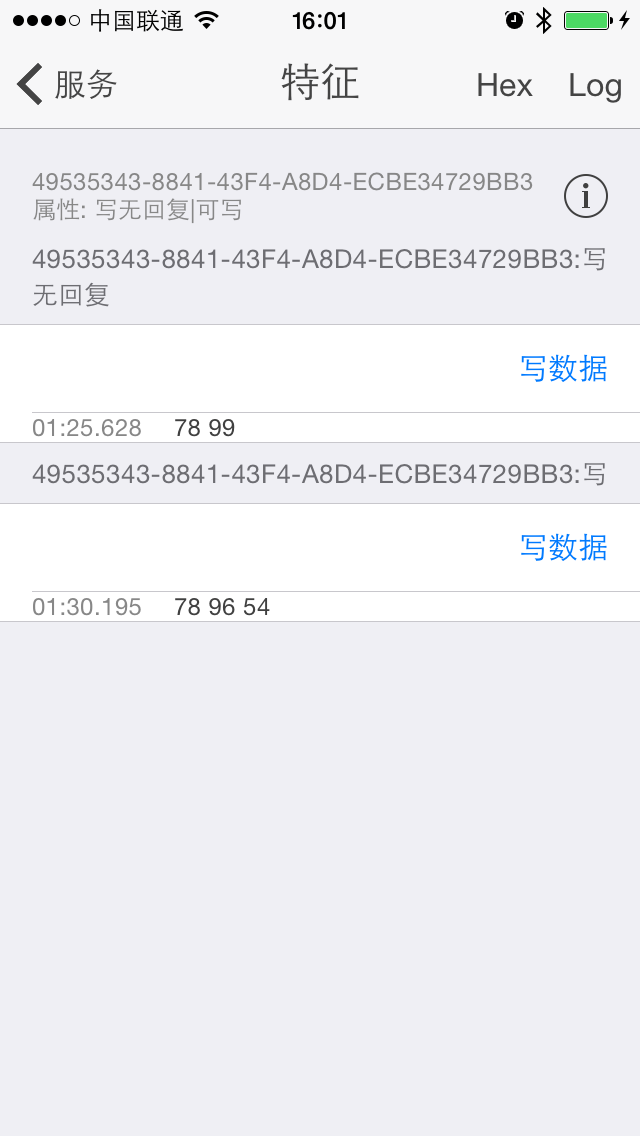 中国联通 16:01
服务 特征 Hex Log
49535343-8841-43F4-A8D4-ECBE34729BB3
属性: 写无回复|可写
49535343-8841-43F4-A8D4-ECBE34729BB3:写
无回复
写数据
01:25.628 78 99
49535343-8841-43F4-A8D4-ECBE34729BB3:写
写数据
01:30.195 78 96 54